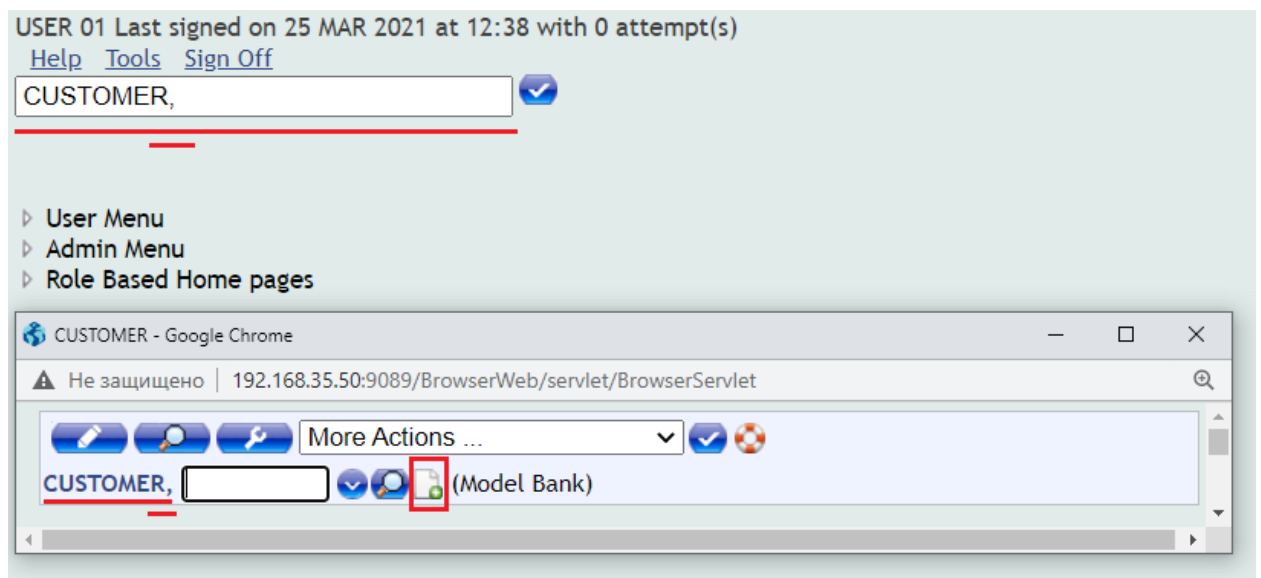 USER 01 Last signed on 25 MAR 2021 at 12:38 with 0 attempt(s)
Help Tools Sign Off
CUSTOMER,
User Menu
Admin Menu
Role Based Home pages
CUSTOMER - Google Chrome
Не защищено | 192.168.35.50:9089/BrowserWeb/servlet/BrowserServlet
More Actions ...
CUSTOMER, (Model Bank)